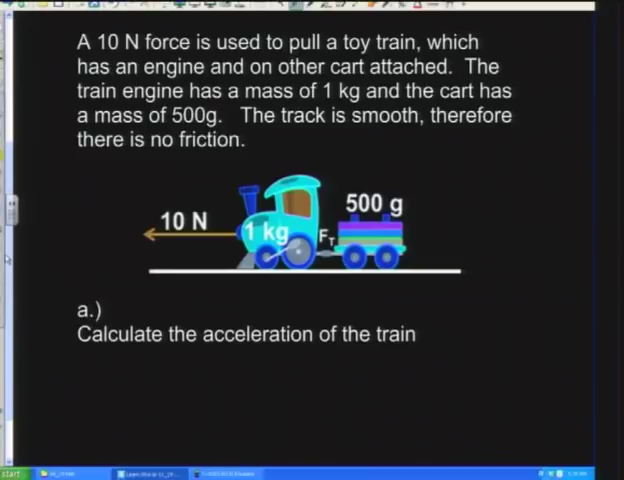 A 10 N force is used to pull a toy train, which
has an engine and on other cart attached. The
train engine has a mass of 1 kg and the cart has
a mass of 500g. The track is smooth, therefore
there is no friction.
500 g
10 N
1 kg
FT
a.)
Calculate the acceleration of the train
start